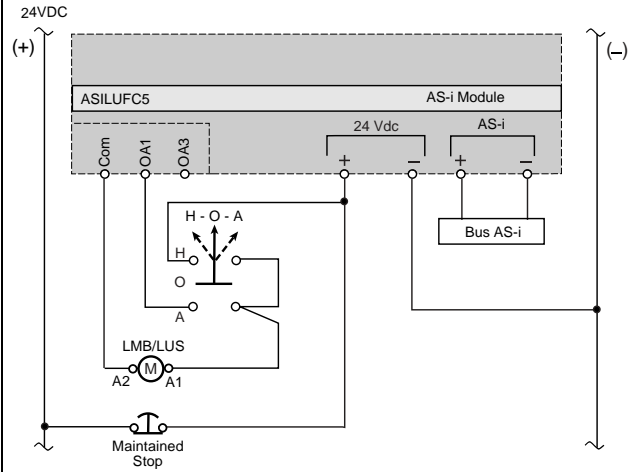 24VDC
(+)
(–)
ASILUFC5
AS-i Module
24 Vdc
AS-i
Com
OA1
OA3
+
–
+
–
H - O - A
H
O
A
Bus AS-i
LMB/LUS
M
A2
A1
Maintained
Stop